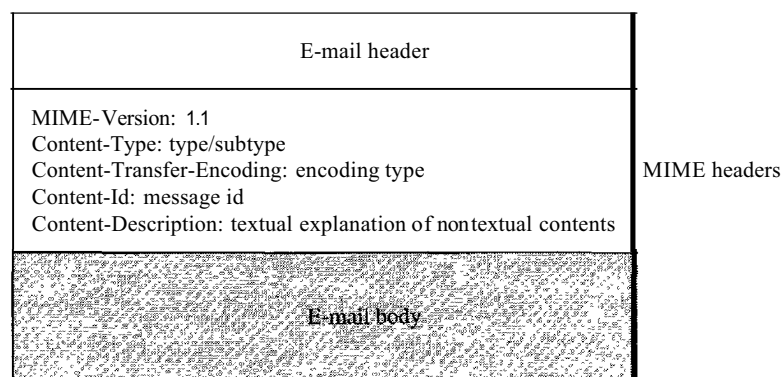 E-mail header
MIME-Version: 1.1
Content-Type: type/subtype
Content-Transfer-Encoding: encoding type
Content-Id: message id
Content-Description: textual explanation of nontextual contents
MIME headers
E-mail body